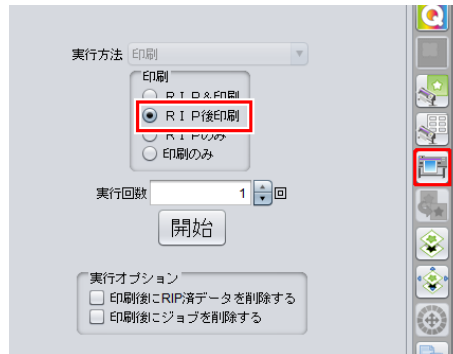 実行方法 印刷
印刷
ＲＩＰ＆印刷
ＲＩＰ後印刷
ＲＩＰのみ
印刷のみ
実行回数 1 回
開始
実行オプション
印刷後にRIP済データを削除する
印刷後にジョブを削除する